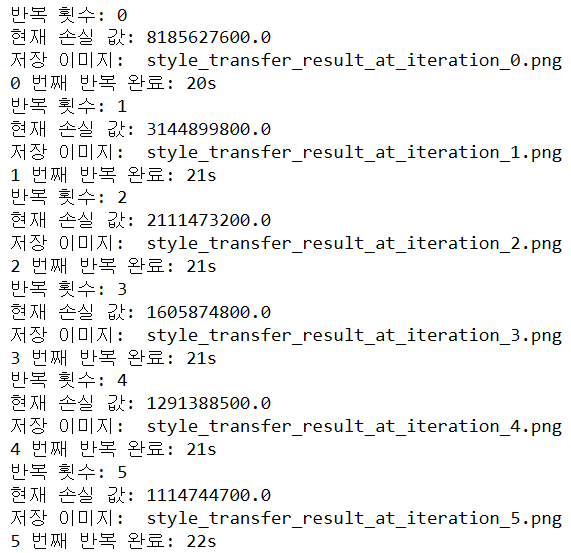 반복 횟수: 0
현재 손실 값: 8185627600.0
저장 이미지:  style_transfer_result_at_iteration_0.png
0 번째 반복 완료: 20s
반복 횟수: 1
현재 손실 값: 3144899800.0
저장 이미지:  style_transfer_result_at_iteration_1.png
1 번째 반복 완료: 21s
반복 횟수: 2
현재 손실 값: 2111473200.0
저장 이미지:  style_transfer_result_at_iteration_2.png
2 번째 반복 완료: 21s
반복 횟수: 3
현재 손실 값: 1605874800.0
저장 이미지:  style_transfer_result_at_iteration_3.png
3 번째 반복 완료: 21s
반복 횟수: 4
현재 손실 값: 1291388500.0
저장 이미지:  style_transfer_result_at_iteration_4.png
4 번째 반복 완료: 21s
반복 횟수: 5
현재 손실 값: 1114744700.0
저장 이미지:  style_transfer_result_at_iteration_5.png
5 번째 반복 완료: 22s